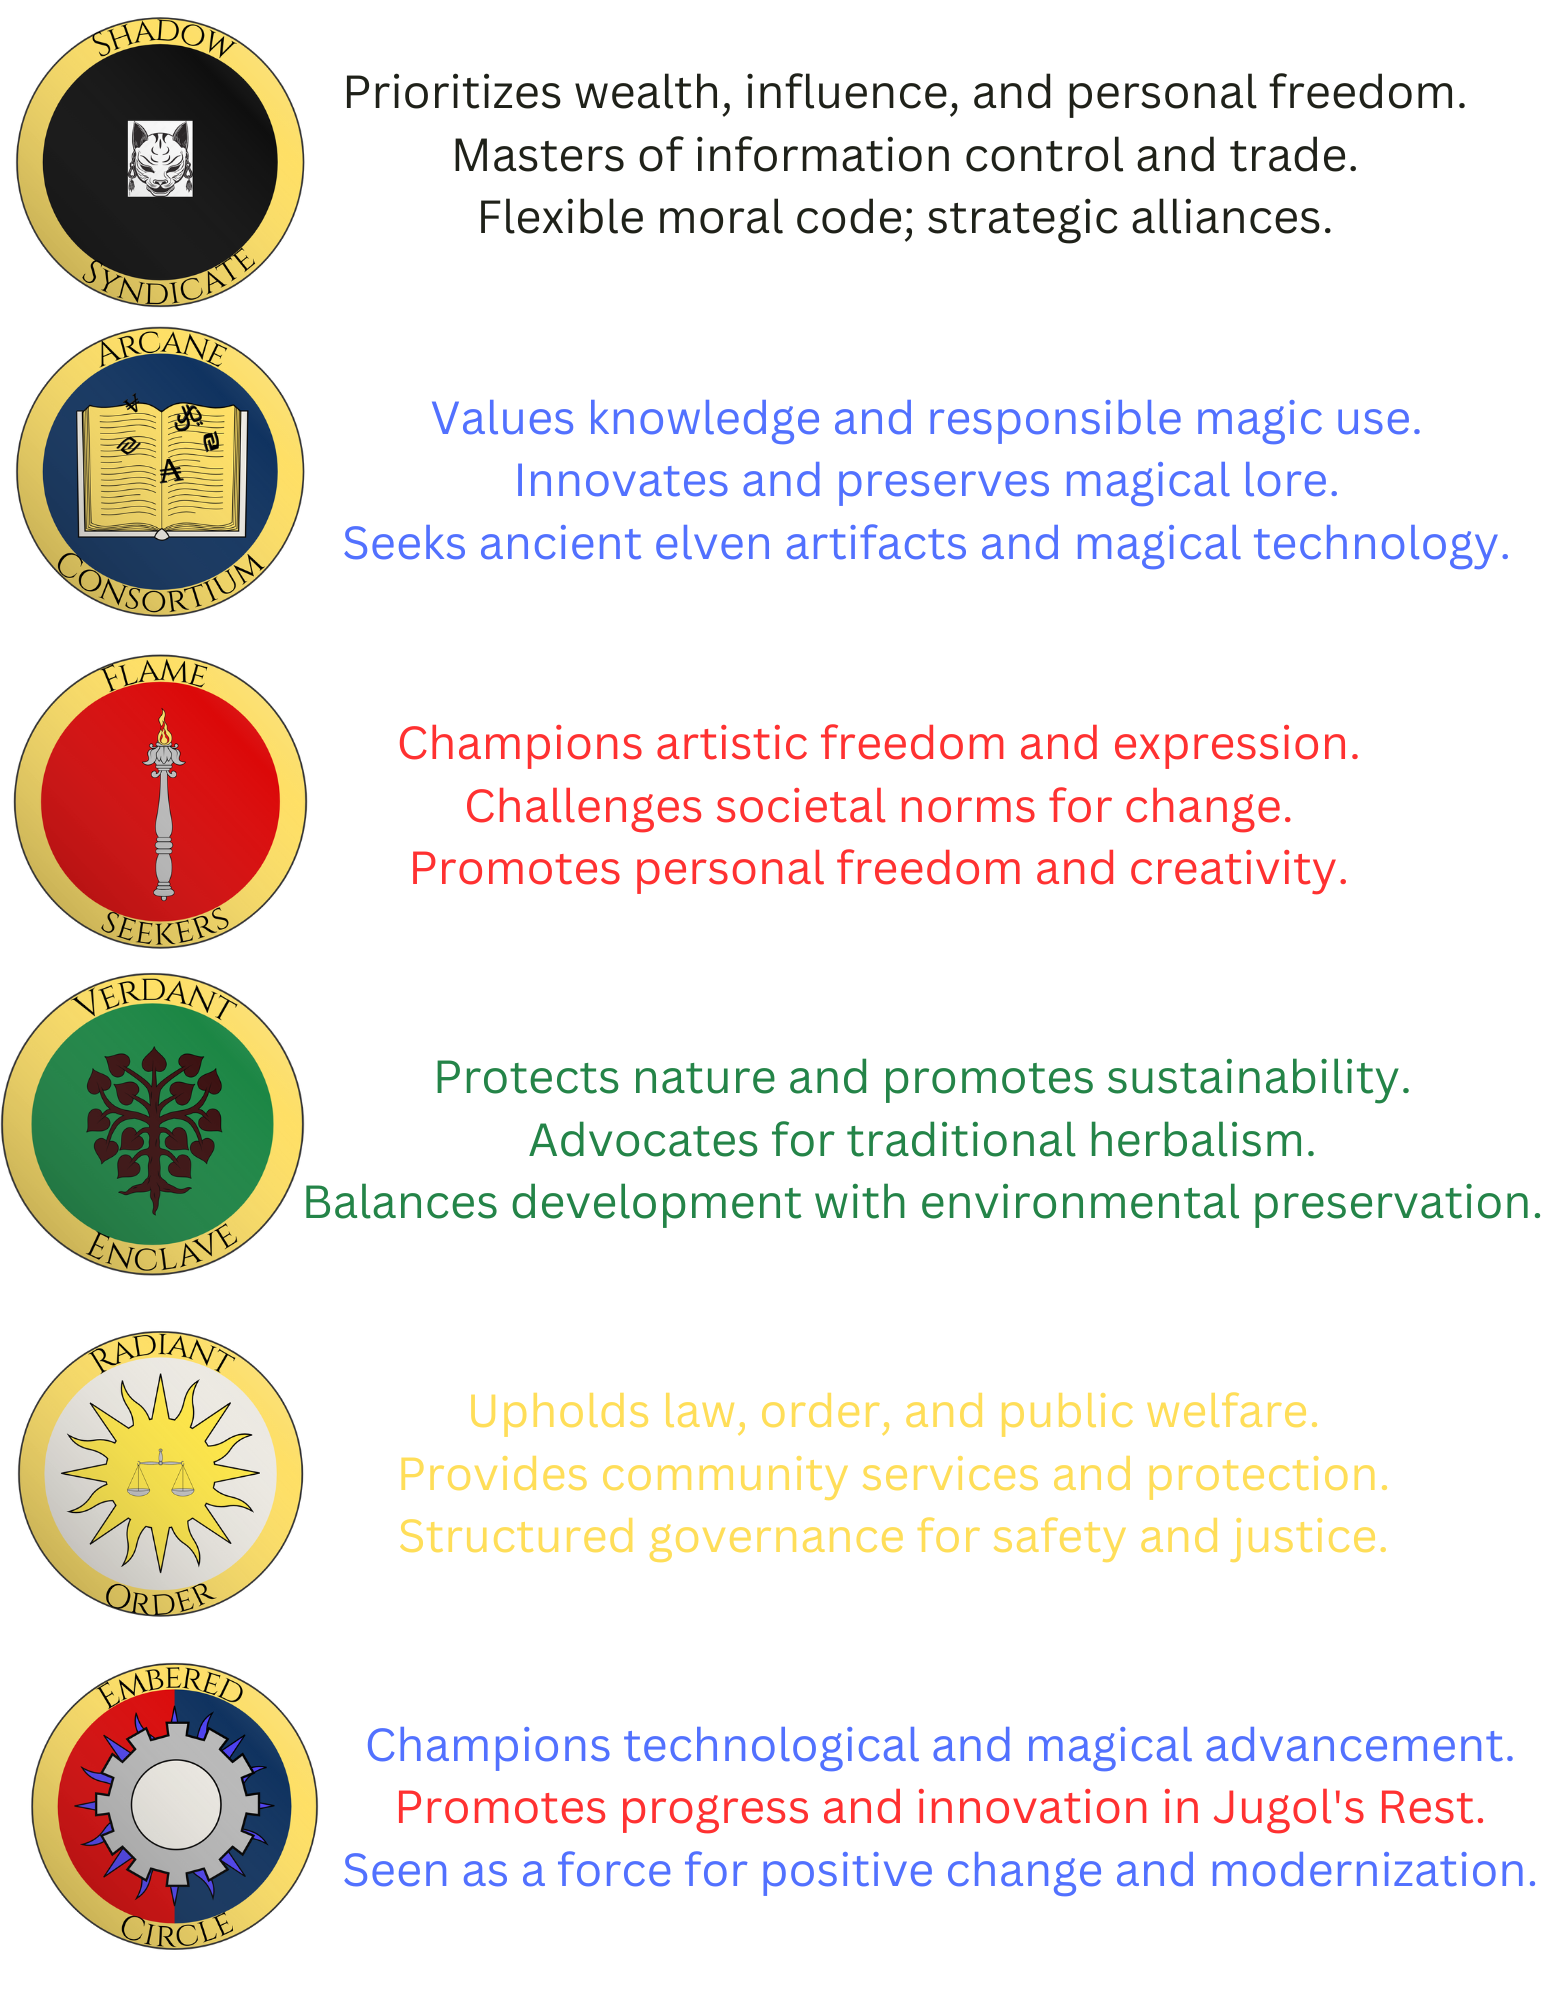 SHADOW
SYNDICATE
Prioritizes wealth, influence, and personal freedom.
Masters of information control and trade.
Flexible moral code; strategic alliances.
ARCANE
CONSORTIUM
Values knowledge and responsible magic use.
Innovates and preserves magical lore.
Seeks ancient elven artifacts and magical technology.
FLAME
SEEKERS
Champions artistic freedom and expression.
Challenges societal norms for change.
Promotes personal freedom and creativity.
VERDANT
ENCLAVE
Protects nature and promotes sustainability.
Advocates for traditional herbalism.
Balances development with environmental preservation.
RADIANT
ORDER
Upholds law, order, and public welfare.
Provides community services and protection.
Structured governance for safety and justice.
EMBERED
CIRCLE
Champions technological and magical advancement.
Promotes progress and innovation in Jugol's Rest.
Seen as a force for positive change and modernization.